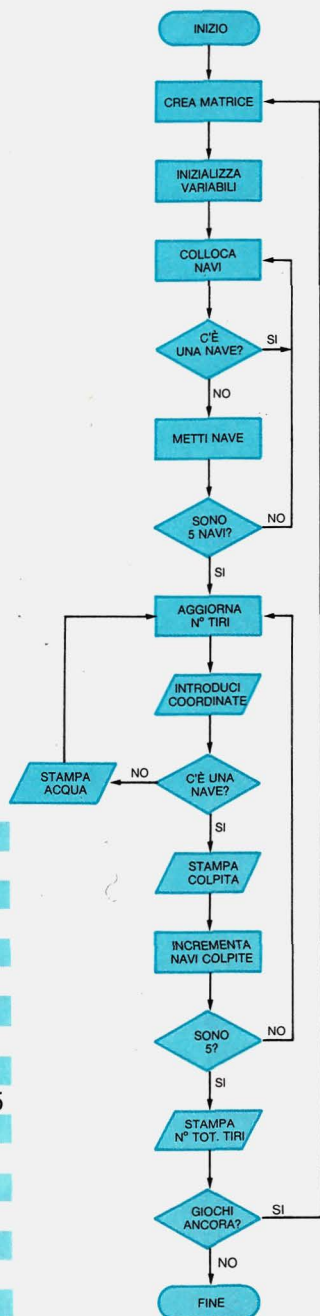 INIZIO
CREA MATRICE
INIZIALIZZA
VARIABILI
COLLOCA
NAVI
C'È
UNA NAVE?
SI
NO
METTI NAVE
SONO
5 NAVI?
NO
SI
AGGIORNA
N° TIRI
INTRODUCI
COORDINATE
C'È UNA
NAVE?
NO
STAMPA
ACQUA
SI
STAMPA
COLPITA
INCREMENTA
NAVI COLPITE
SONO
5?
NO
SI
STAMPA
N° TOT. TIRI
GIOCHI
ANCORA?
SI
NO
FINE